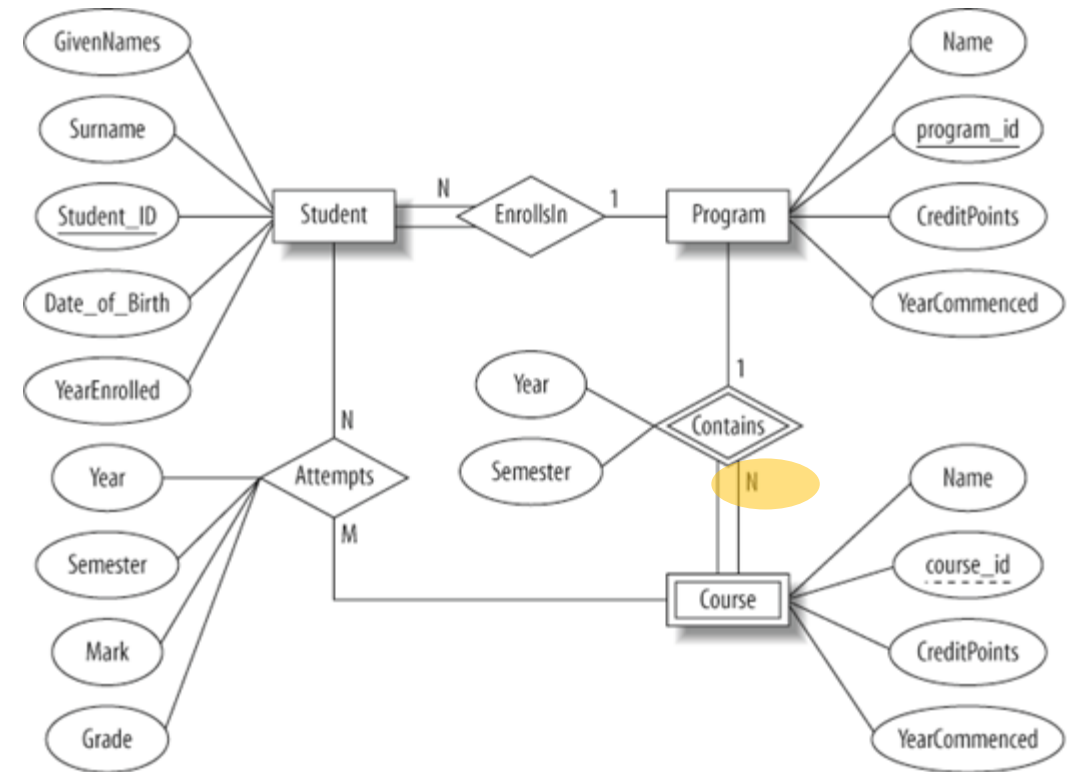 GivenNames
Name
Surname
program_id
Student_ID
Student
N
EnrollsIn
1
Program
CreditPoints
Date_of_Birth
YearCommenced
YearEnrolled
Year
1
Contains
N
Semester
N
Year
Attempts
Name
M
Semester
course_id
Course
Mark
CreditPoints
Grade
YearCommenced